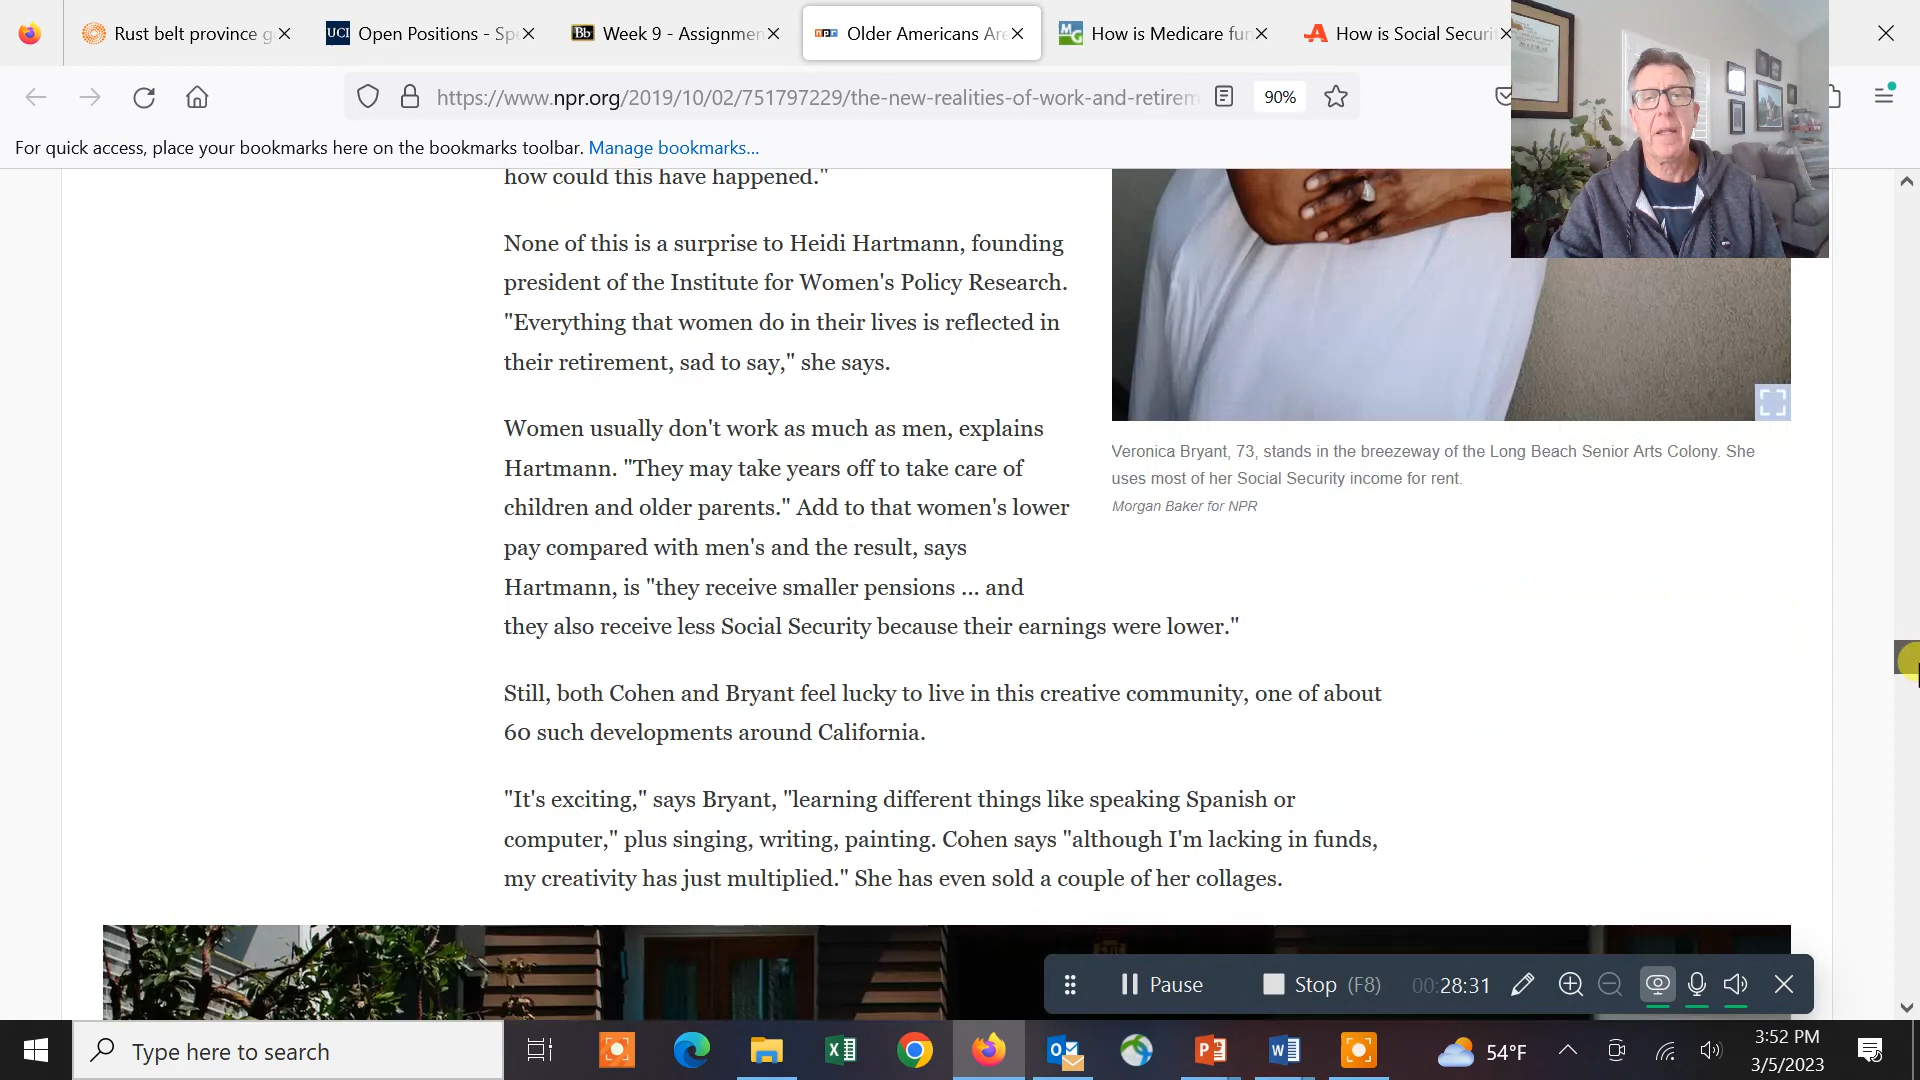 Rust belt province g
Open Positions - Sp
Week 9 - Assignmen
Older Americans Are
How is Medicare fun
How is Social Securi
https://www.npr.org/2019/10/02/751797229/the-new-realities-of-work-and-retirem
90%
For quick access, place your bookmarks here on the bookmarks toolbar. Manage bookmarks...
how could this have happened."
None of this is a surprise to Heidi Hartmann, founding
president of the Institute for Women's Policy Research.
"Everything that women do in their lives is reflected in
their retirement, sad to say," she says.
Women usually don't work as much as men, explains
Hartmann. "They may take years off to take care of
children and older parents." Add to that women's lower
pay compared with men's and the result, says
Hartmann, is "they receive smaller pensions ... and
they also receive less Social Security because their earnings were lower."
Veronica Bryant, 73, stands in the breezeway of the Long Beach Senior Arts Colony. She
uses most of her Social Security income for rent.
Morgan Baker for NPR
Still, both Cohen and Bryant feel lucky to live in this creative community, one of about
60 such developments around California.
"It's exciting," says Bryant, "learning different things like speaking Spanish or
computer," plus singing, writing, painting. Cohen says "although I'm lacking in funds,
my creativity has just multiplied." She has even sold a couple of her collages.
Pause
Stop (F8)
00:28:31
Type here to search
54°F
3:52 PM
3/5/2023